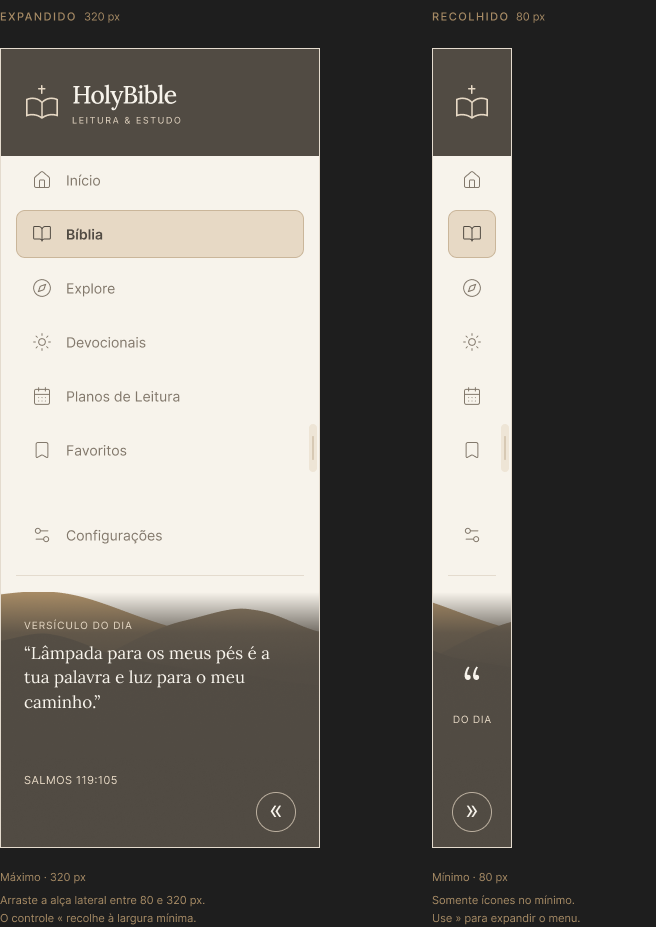 EXPANDIDO 320 px
HolyBible
LEITURA & ESTUDO
Início
Bíblia
Explore
Devocionais
Planos de Leitura
Favoritos
Configurações
VERSÍCULO DO DIA
“Lâmpada para os meus pés é a
tua palavra e luz para o meu
caminho.”
SALMOS 119:105
«
Máximo · 320 px
Arraste a alça lateral entre 80 e 320 px.
O controle « recolhe à largura mínima.
RECOLHIDO 80 px
“
DO DIA
»
Mínimo · 80 px
Somente ícones no mínimo.
Use » para expandir o menu.